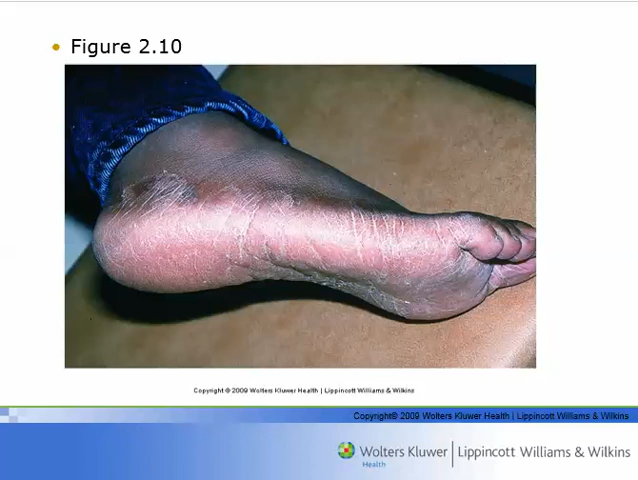 Figure 2.10
Copyright © 2009 Wolters Kluwer Health | Lippincott Williams & Wilkins
Copyright© 2009 Wolters Kluwer Health | Lippincott Williams & Wilkins
Wolters Kluwer | Lippincott Williams & Wilkins
Health